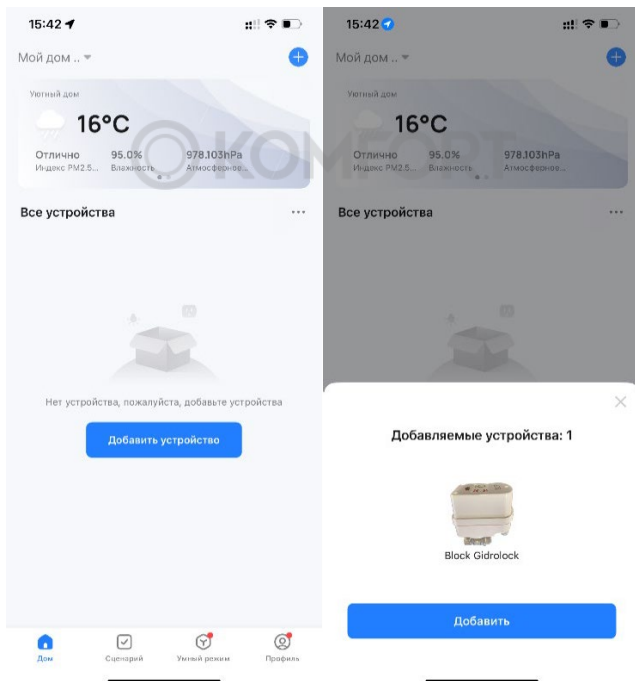 15:42
Мой дом ..
Уютный дом
16°C
Отлично
95.0%
978.103hPa
Индекс PM2.5...
Влажность
Атмосферное...
Все устройства
Нет устройства, пожалуйста, добавьте устройства
Добавить устройство
Дом
Сценарий
Умный режим
Профиль
15:42
Мой дом ..
Уютный дом
16°C
Отлично
95.0%
978.103hPa
Индекс PM2.5...
Влажность
Атмосферное...
Все устройства
Добавляемые устройства: 1
Block Gidrolock
Добавить
КОМФОРТ